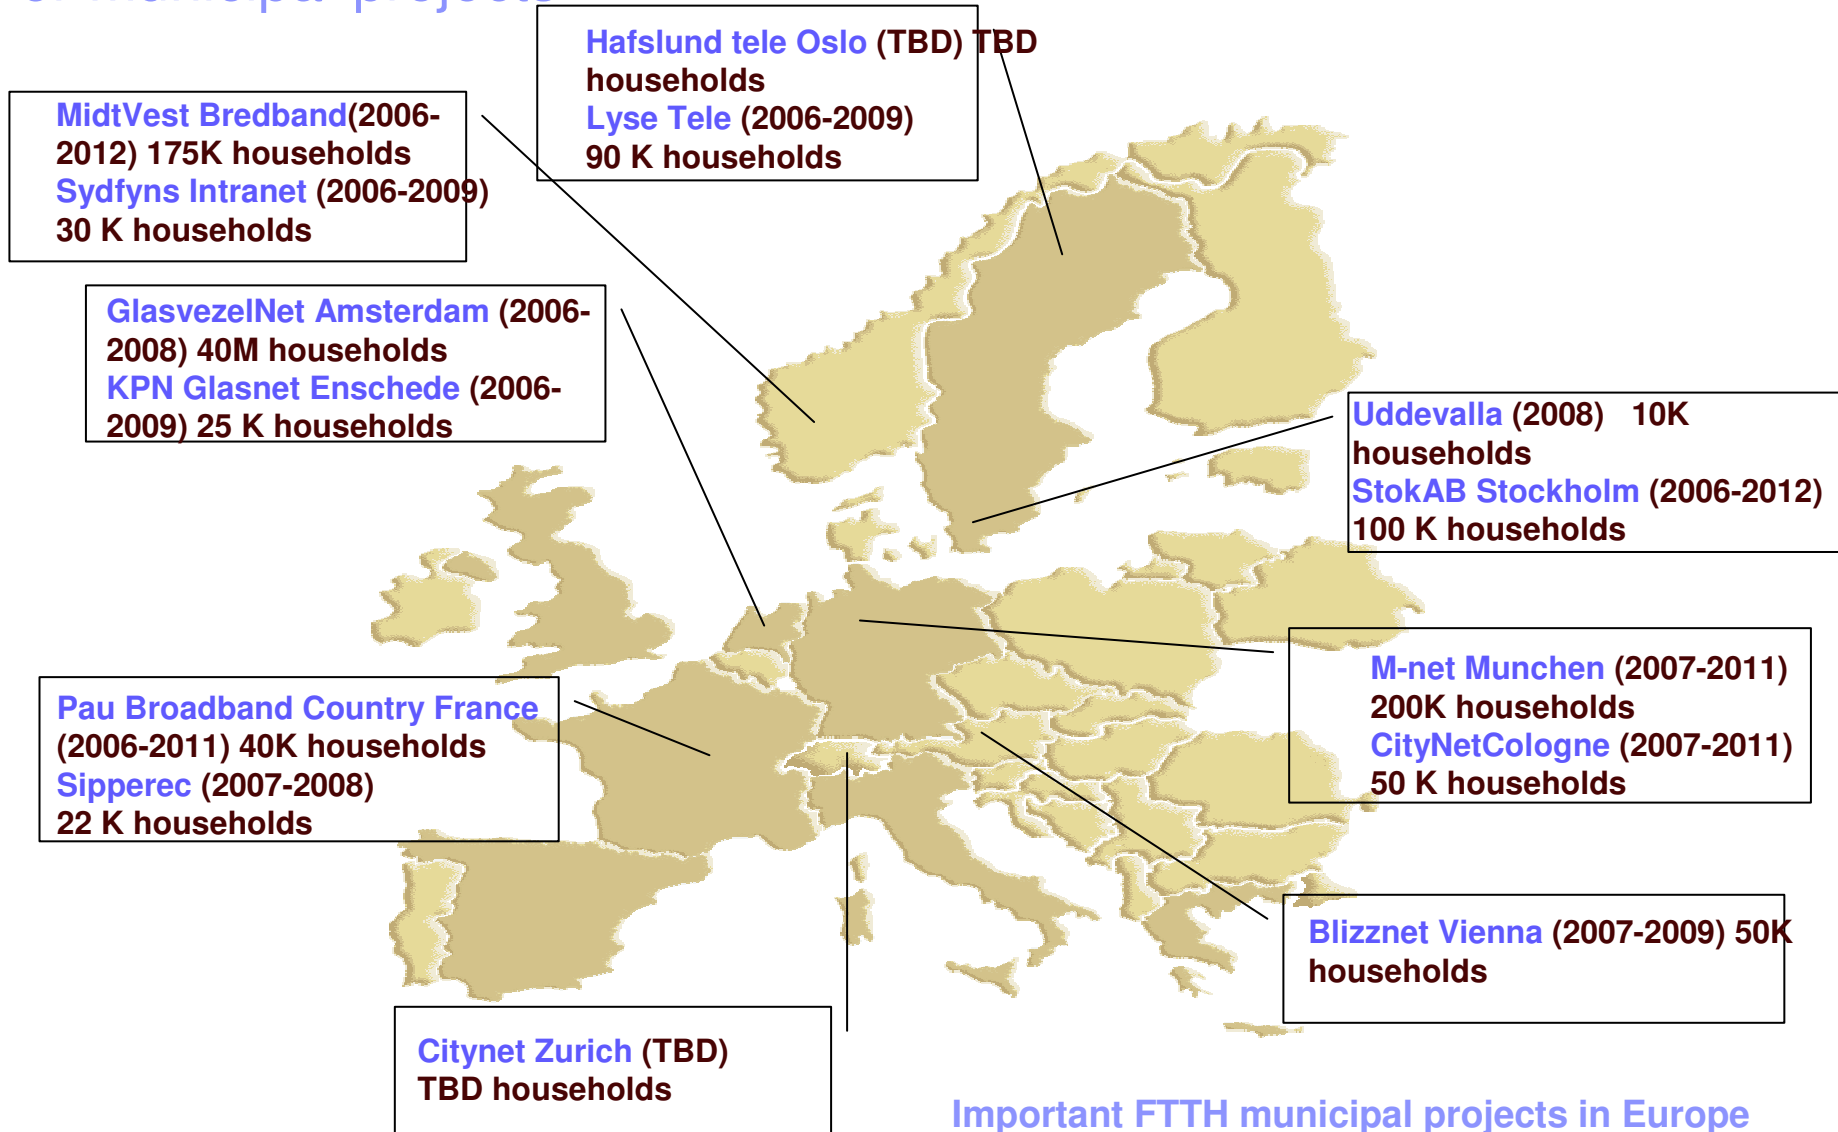 of municipal projects
Hafslund tele Oslo (TBD) TBD
households
Lyse Tele (2006-2009)
90 K households
MidtVest Bredband(2006-
2012) 175K households
Sydfyns Intranet (2006-2009)
30 K households
GlasvezelNet Amsterdam (2006-
2008) 40M households
KPN Glasnet Enschede (2006-
2009) 25 K households
Uddevalla (2008) 10K
households
StokAB Stockholm (2006-2012)
100 K households
M-net Munchen (2007-2011)
200K households
CityNetCologne (2007-2011)
50 K households
Pau Broadband Country France
(2006-2011) 40K households
Sipperec (2007-2008)
22 K households
Blizznet Vienna (2007-2009) 50K
households
Citynet Zurich (TBD)
TBD households
Important FTTH municipal projects in Europe